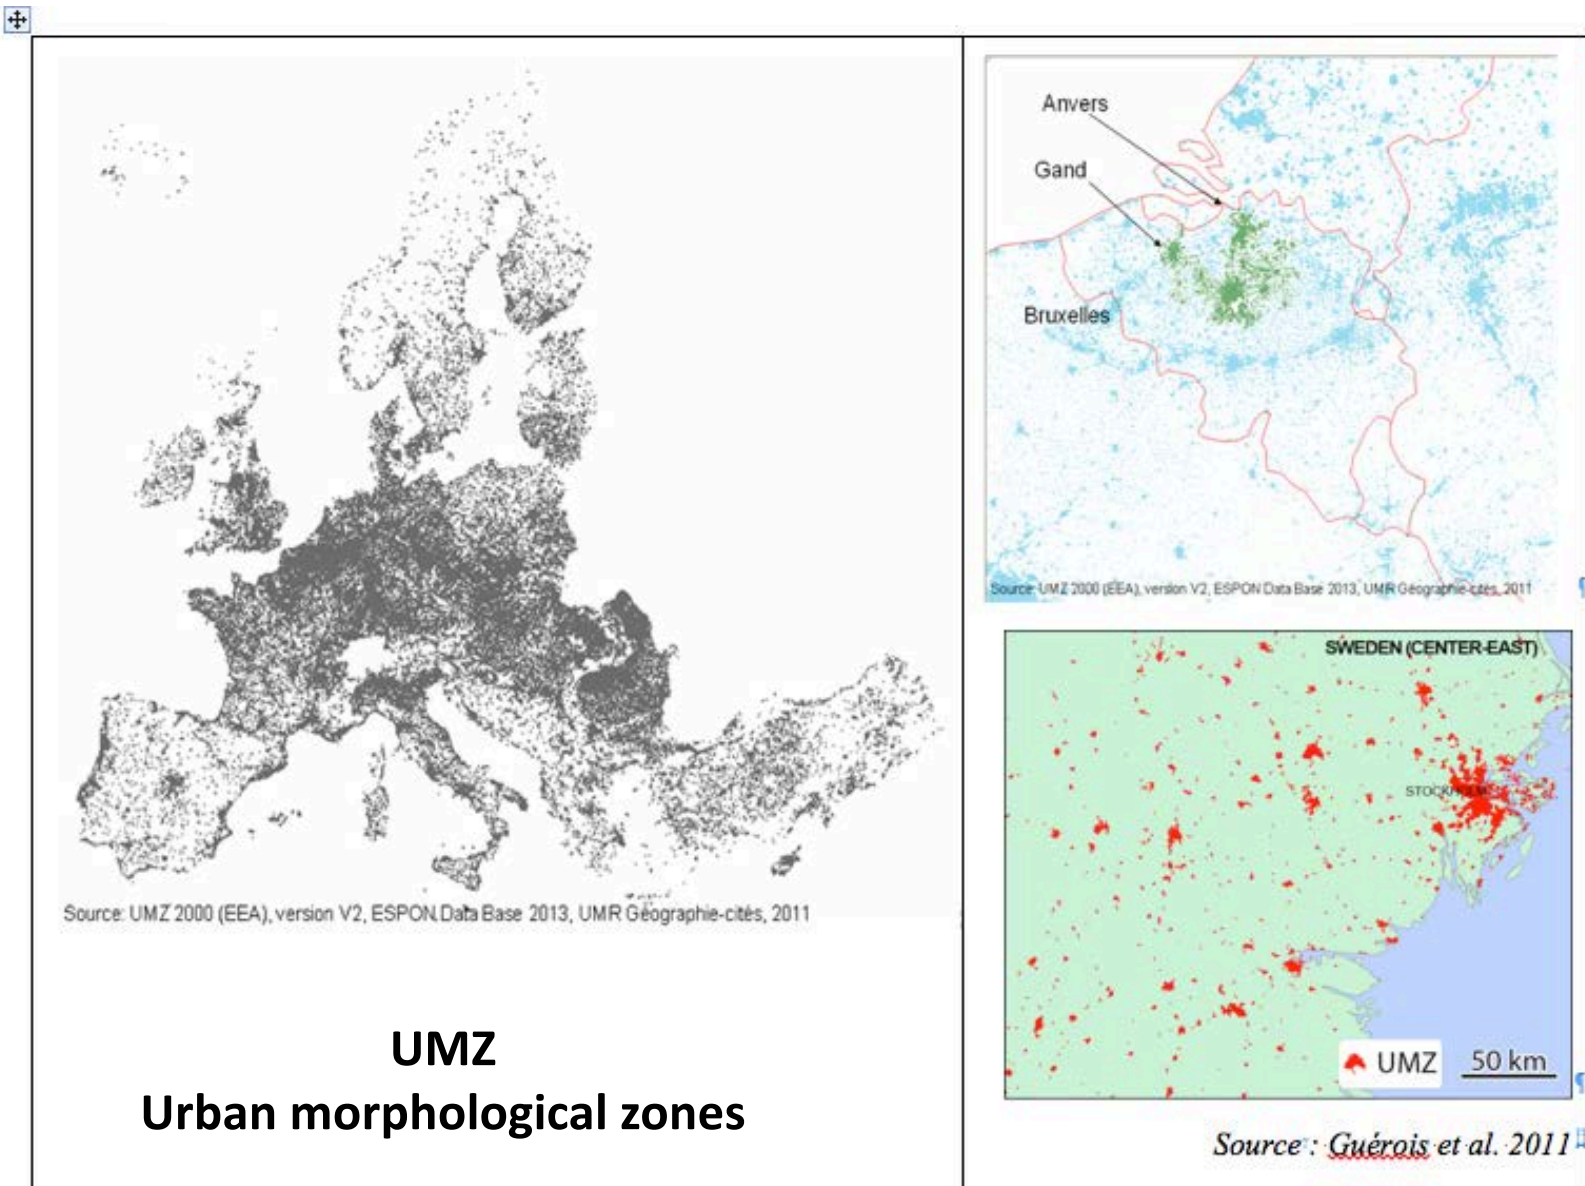 Source: UMZ 2000 (EEA), version V2, ESPON Data Base 2013, UMR Géographie-cités, 2011
UMZ
Urban morphological zones
Anvers
Gand
Bruxelles
Source: UMZ 2000 (EEA), version V2, ESPON Data Base 2013, UMR Géographie-cités, 2011
SWEDEN (CENTER-EAST)
STOCKHOLM
UMZ
50 km
Source : Guérois et al. 2011